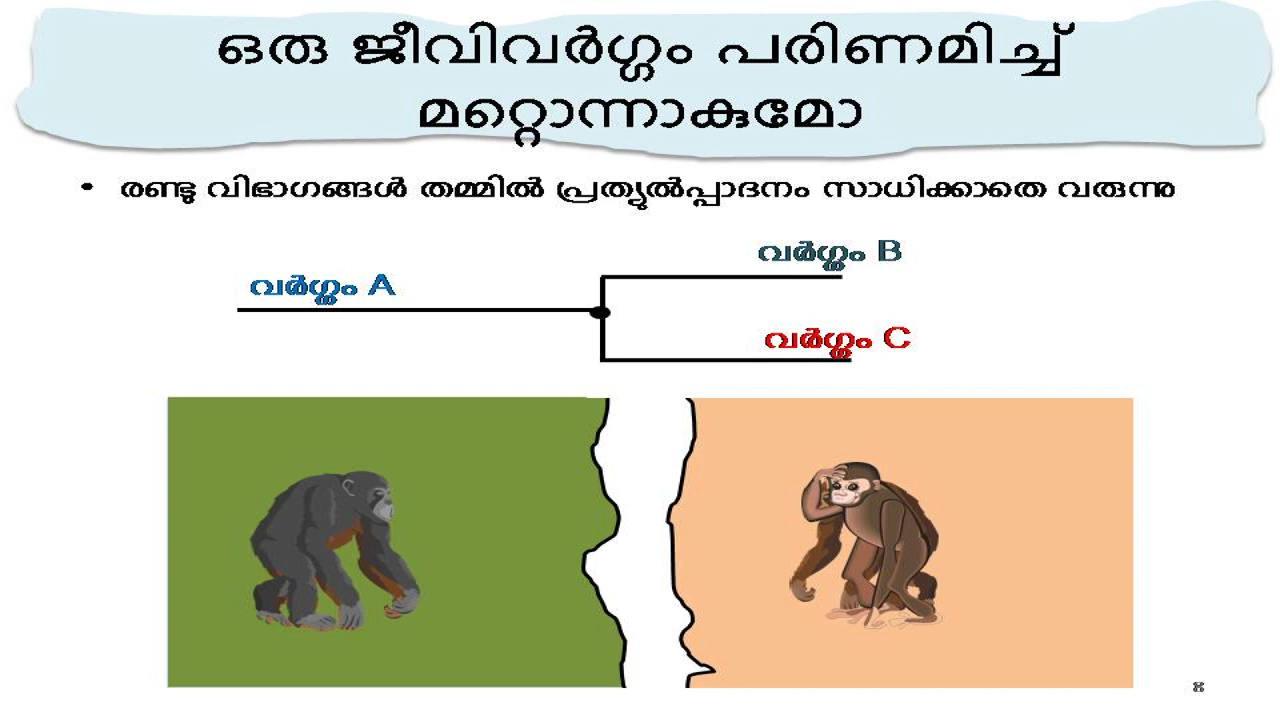 ഒരു ജീവിവർഗ്ഗം പരിണമിച്ച്
മറ്റൊന്നാകുമോ
• രണ്ടു വിഭാഗങ്ങൾ തമ്മിൽ പ്രത്യുൽപ്പാദനം സാധിക്കാതെ വരുന്നു
വർഗ്ഗം B
വർഗ്ഗം A
വർഗ്ഗം C